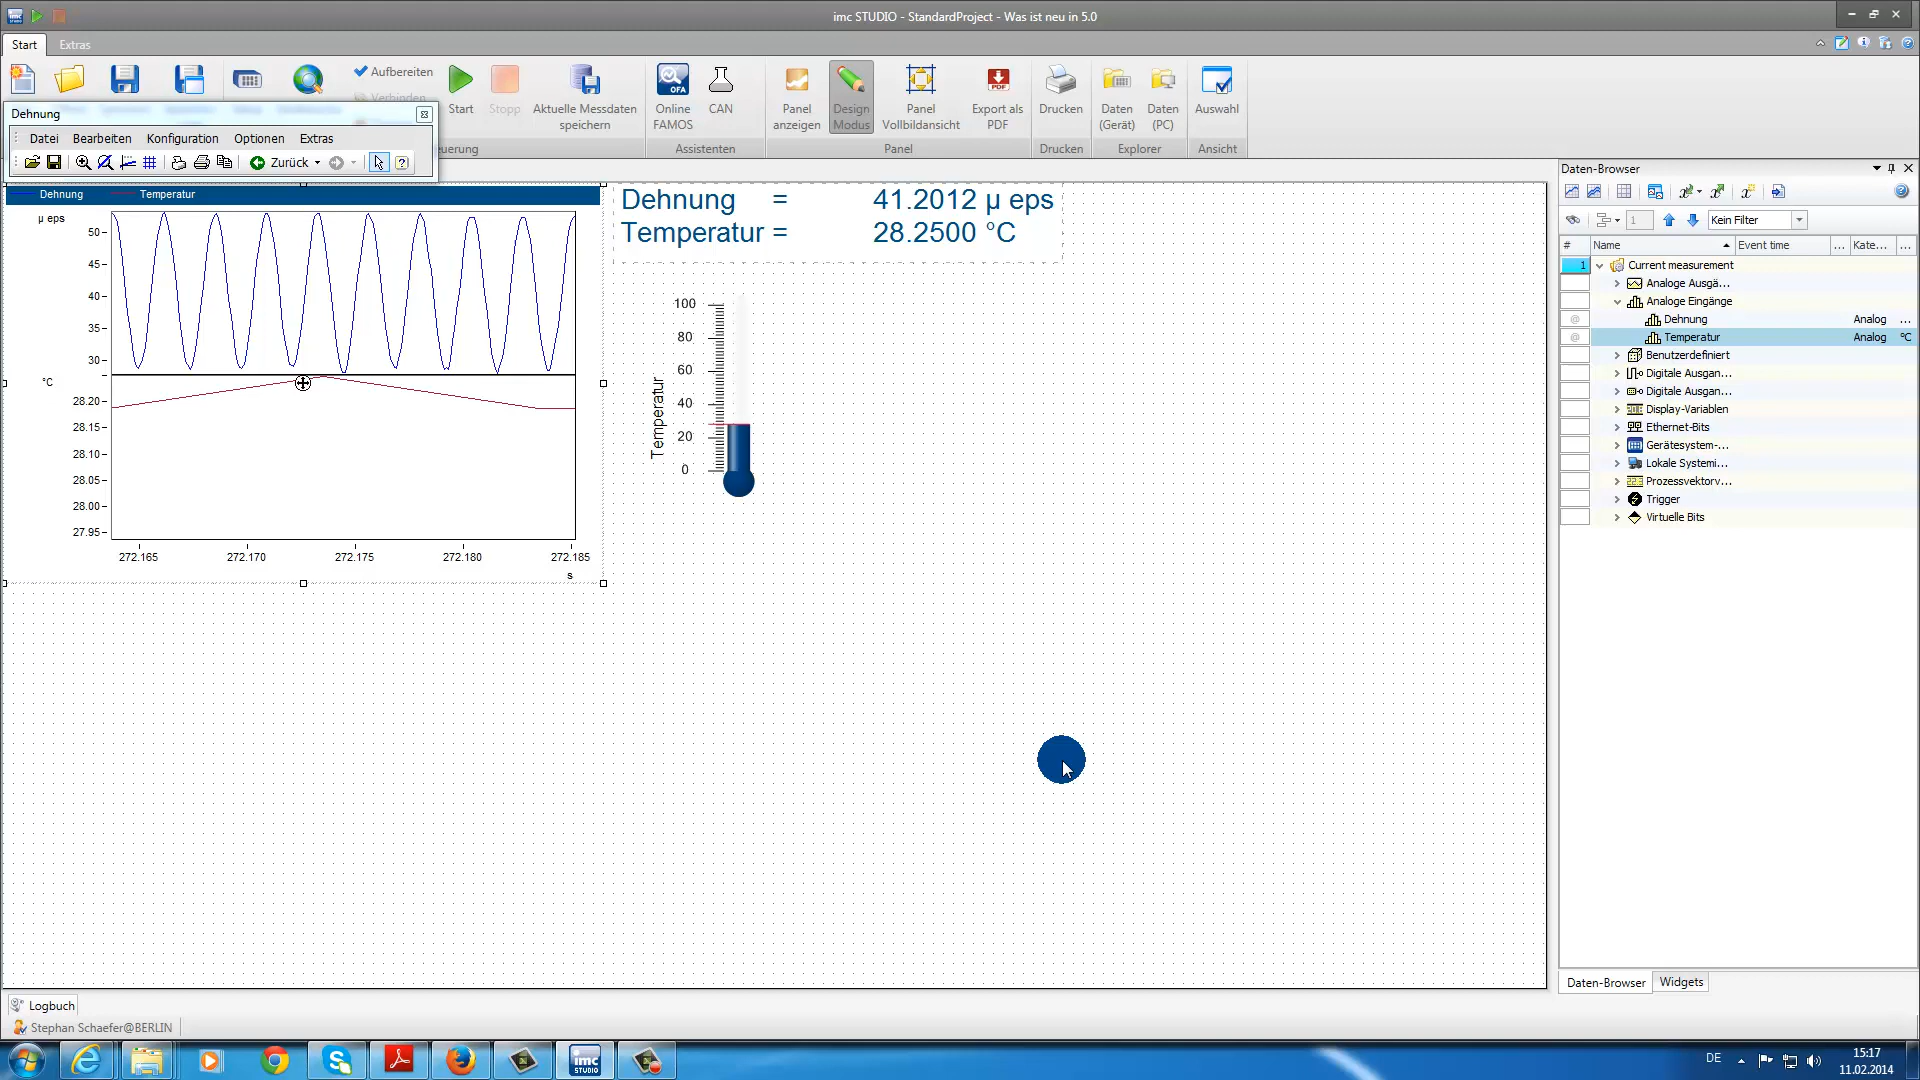 imc STUDIO - StandardProject - Was ist neu in 5.0
Start
Extras
Aufbereiten
Verbinden
Start
Stopp
Aktuelle Messdaten
speichern
Online
FAMOS
CAN
Panel
anzeigen
Design
Modus
Panel
Vollbildansicht
Export als
PDF
Drucken
Daten
(Gerät)
Daten
(PC)
Auswahl
Assistenten
Panel
Drucken
Explorer
Ansicht
Dehnung
Datei
Bearbeiten
Konfiguration
Optionen
Extras
Zurück
Dehnung
Temperatur
µ eps
50
45
40
35
30
°C
28.20
28.15
28.10
28.05
28.00
27.95
272.165
272.170
272.175
272.180
272.185
s
Dehnung = 41.2012 µ eps
Temperatur = 28.2500 °C
Temperatur
100
80
60
40
20
0
Daten-Browser
1
Kein Filter
# Name Event time ... Kate... ...
1 Current measurement
Analoge Ausgä...
Analoge Eingänge
@ Dehnung Analog ...
@ Temperatur Analog °C
Benutzerdefiniert
Digitale Ausgan...
Digitale Ausgan...
Display-Variablen
Ethernet-Bits
Gerätesystem-...
Lokale Systemi...
Prozessvektorv...
Trigger
Virtuelle Bits
Daten-Browser
Widgets
Logbuch
Stephan Schaefer@BERLIN
imc
STUDIO
DE
15:17
11.02.2014